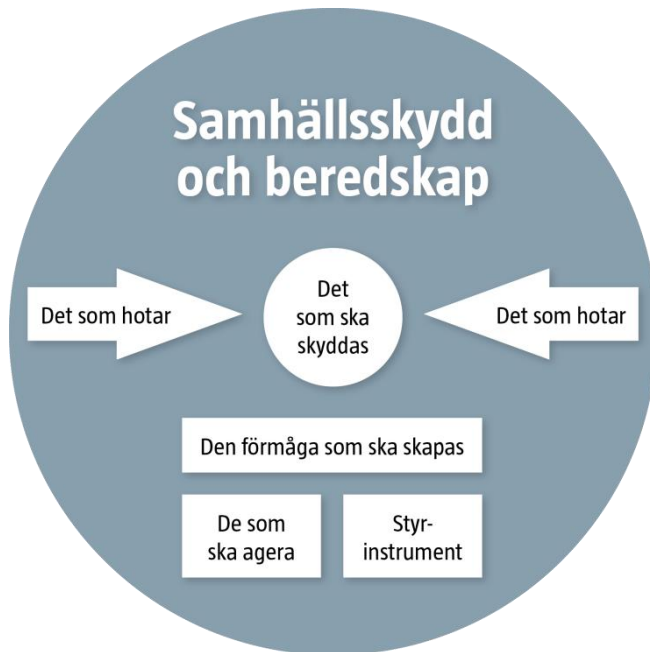 Samhällsskydd
och beredskap
Det som hotar
Det
som ska
skyddas
Det som hotar
Den förmåga som ska skapas
De som
ska agera
Styr-
instrument